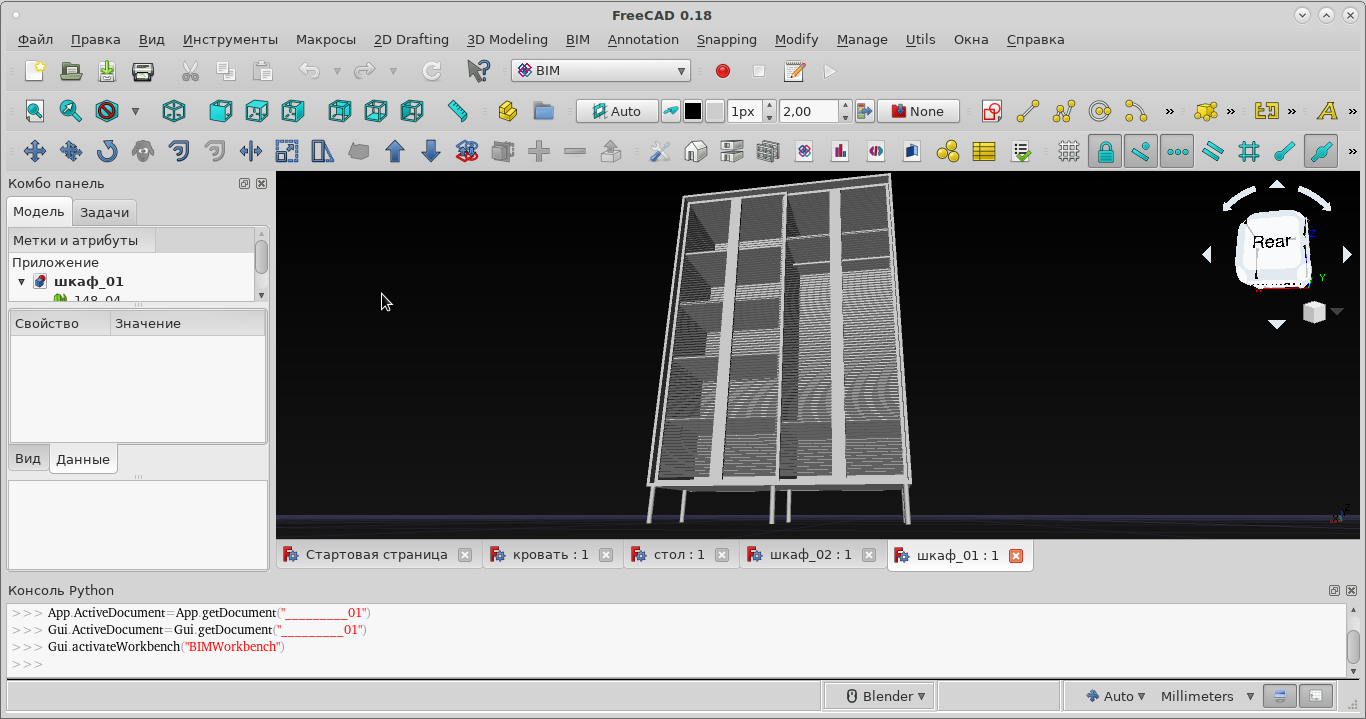 FreeCAD 0.18
Файл Правка Вид Инструменты Макросы 2D Drafting 3D Modeling BIM Annotation Snapping Modify Manage Utils Окна Справка
BIM
Auto 1px 2,00 None
Комбо панель
Модель Задачи
Метки и атрибуты
Приложение
шкаф_01
148_04
Свойство Значение
Вид Данные
Rear
Y
Стартовая страница кровать : 1 стол : 1 шкаф_02 : 1 шкаф_01 : 1
Консоль Python
>>> App.ActiveDocument=App.getDocument("_________01")
>>> Gui.ActiveDocument=Gui.getDocument("_________01")
>>> Gui.activateWorkbench("BIMWorkbench")
>>>
Blender Auto Millimeters